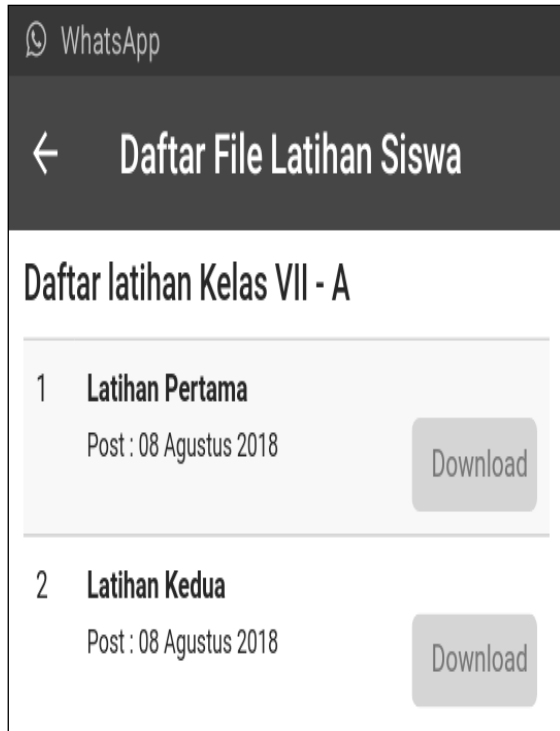 WhatsApp
Daftar File Latihan Siswa
Daftar latihan Kelas VII - A
1 Latihan Pertama
Post : 08 Agustus 2018
Download
2 Latihan Kedua
Post : 08 Agustus 2018
Download